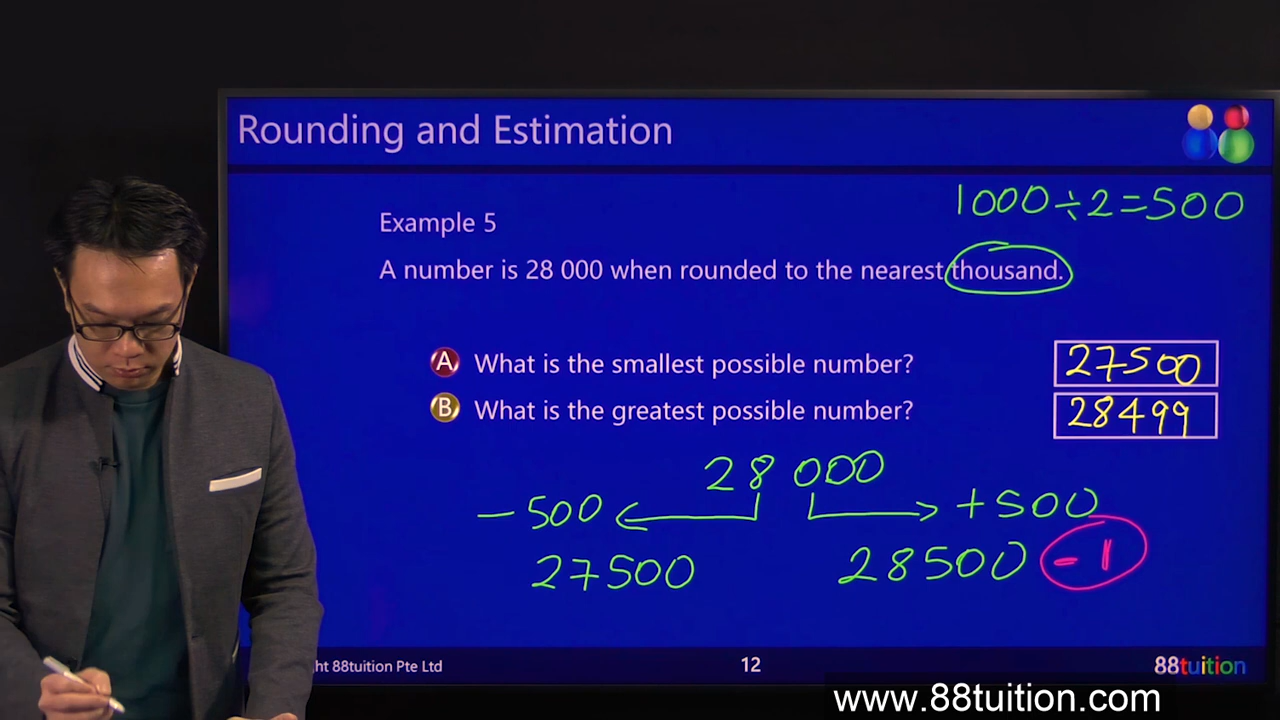 Rounding and Estimation
1000÷2=500
Example 5
A number is 28 000 when rounded to the nearest thousand.
A What is the smallest possible number? 27500
B What is the greatest possible number? 28499
28 000
-500 +500
27500 28500 -1
ht 88tuition Pte Ltd 12 88tuition
www.88tuition.com